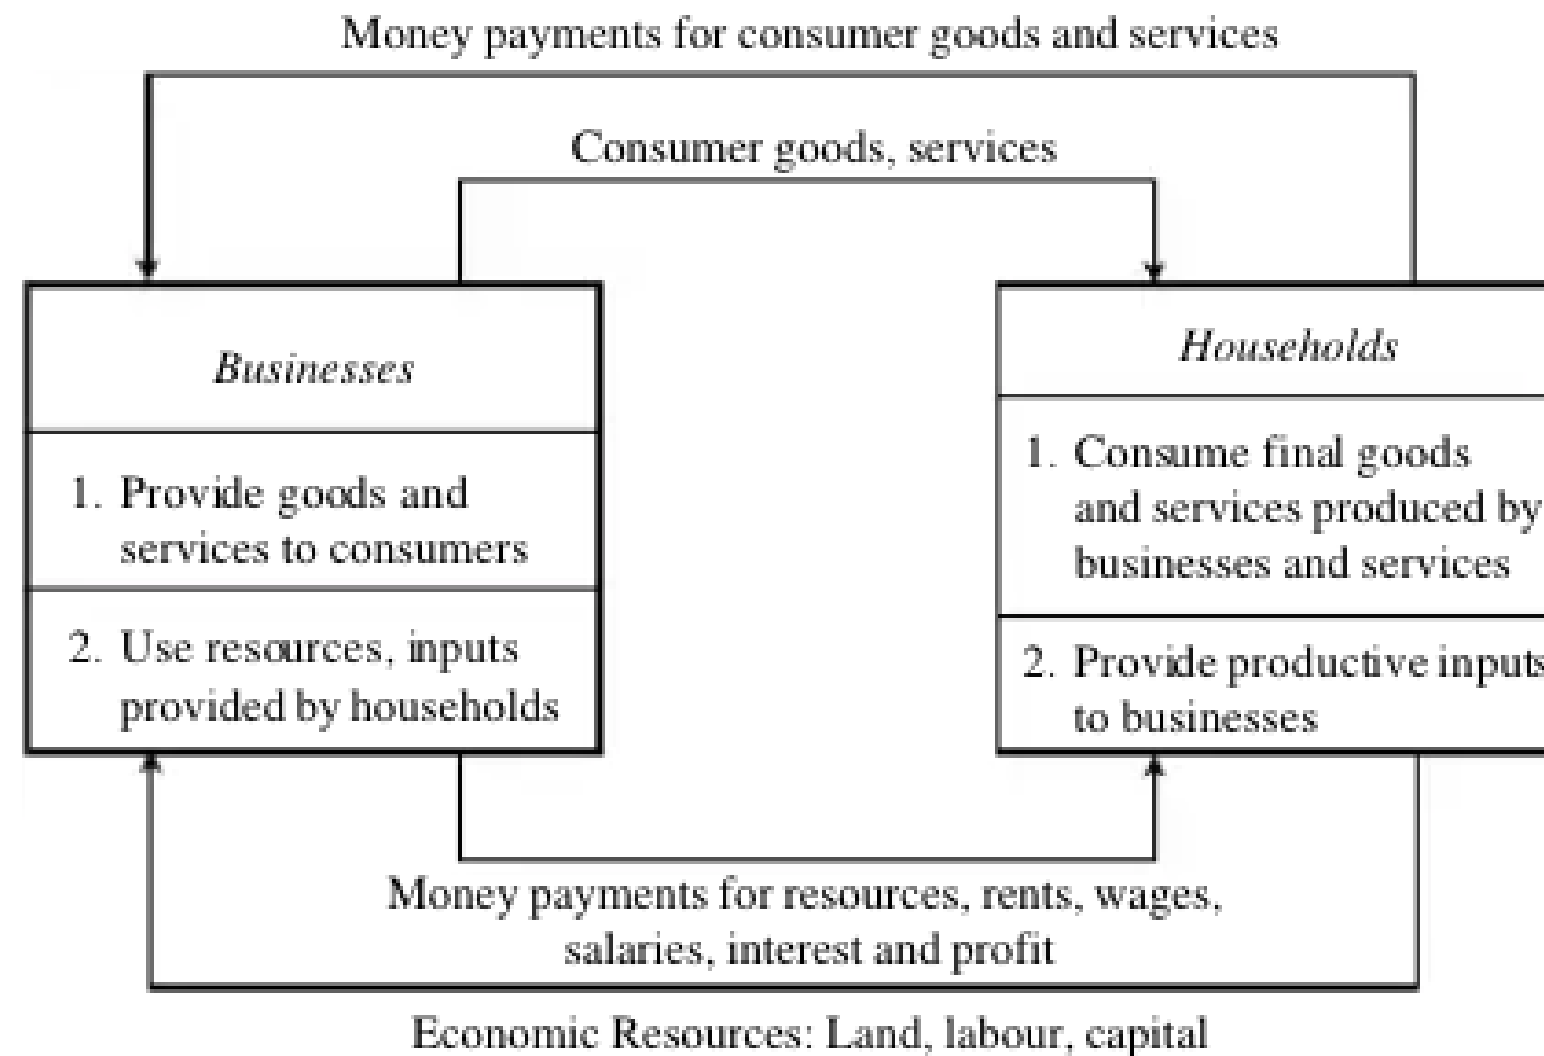 Money payments for consumer goods and services
Consumer goods, services
Businesses
1. Provide goods and
services to consumers
2. Use resources, inputs
provided by households
Households
1. Consume final goods
and services produced by
businesses and services
2. Provide productive inputs
to businesses
Money payments for resources, rents, wages,
salaries, interest and profit
Economic Resources: Land, labour, capital